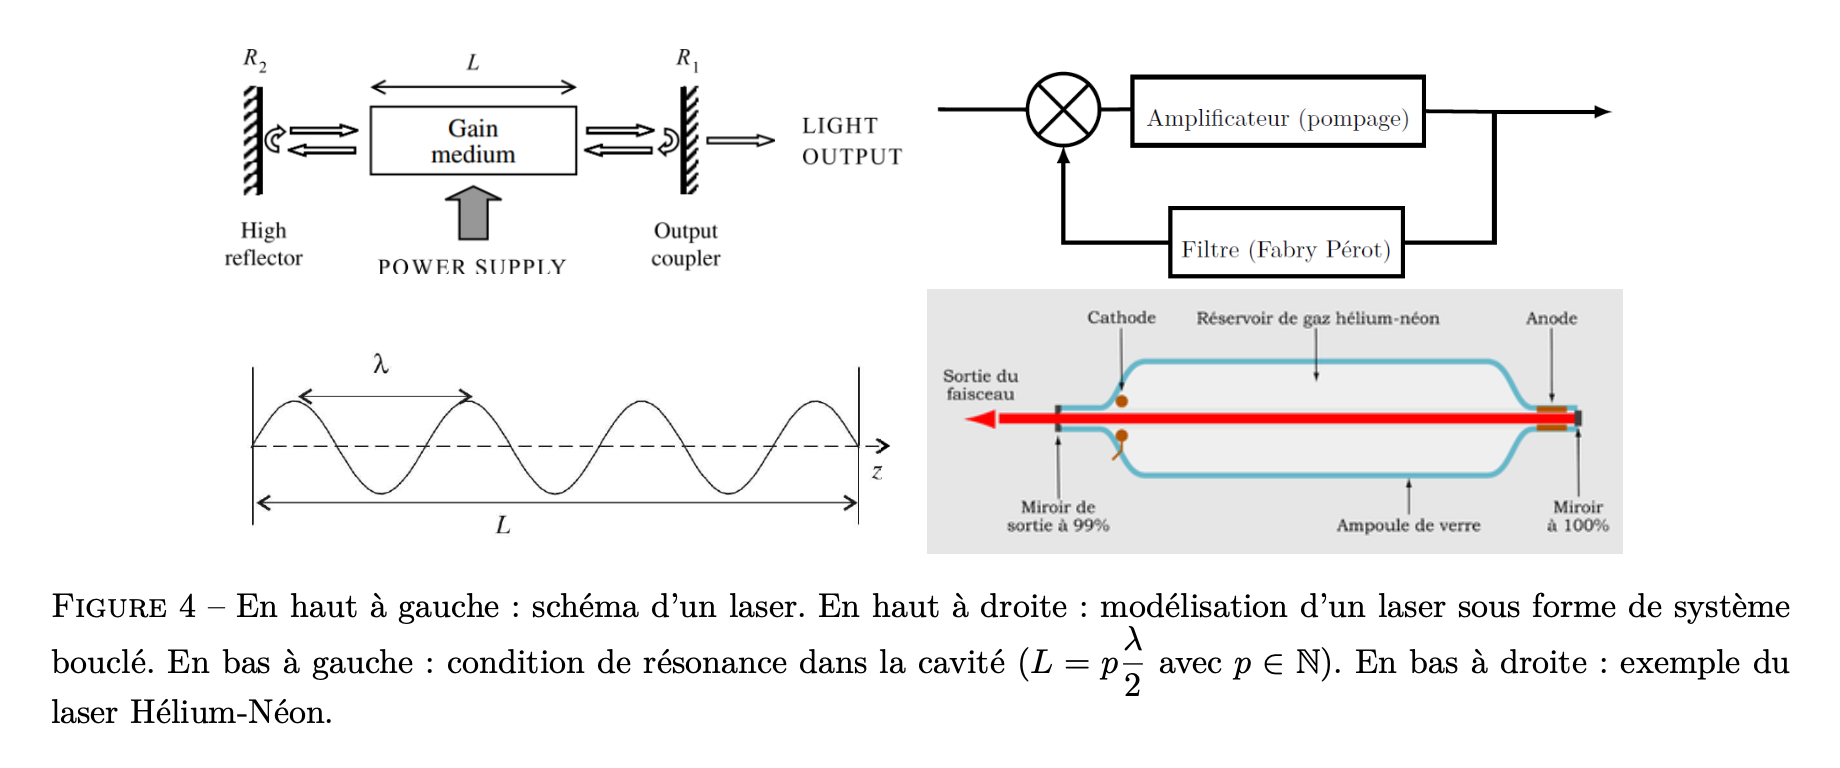 R2
L
R1
Gain
medium
LIGHT
OUTPUT
High
reflector
Output
coupler
POWER SUPPLY
Amplificateur (pompage)
Filtre (Fabry Pérot)
λ
z
L
Cathode
Réservoir de gaz hélium-néon
Anode
Sortie du
faisceau
Miroir de
sortie à 99%
Ampoule de verre
Miroir
à 100%
FIGURE 4 – En haut à gauche : schéma d'un laser. En haut à droite : modélisation d'un laser sous forme de système
bouclé. En bas à gauche : condition de résonance dans la cavité (L = p λ/2 avec p ∈ ℕ). En bas à droite : exemple du
laser Hélium-Néon.